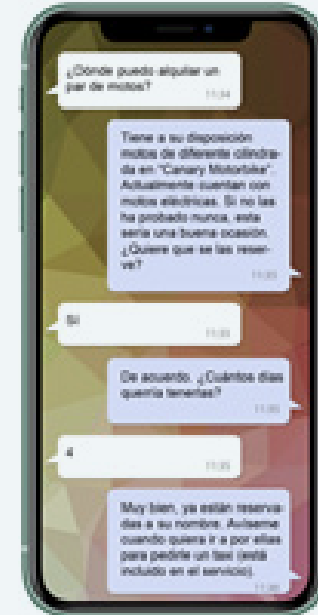 ¿Dónde puedo alquilar un
par de motos?
11:34
Tiene a su disposición
motos de diferente cilindra-
da en "Canary Motorbike".
Actualmente cuentan con
motos eléctricas. Si no las
ha probado nunca, esta
sería una buena ocasión.
¿Quiere que se las reser-
ve?
11:35
SI
11:35
De acuerdo. ¿Cuántos días
querría tenerlas?
11:35
4
11:35
Muy bien, ya están reserva-
das a su nombre. Avíseme
cuando quiera ir a por ellas
para pedirle un taxi (está
incluido en el servicio).